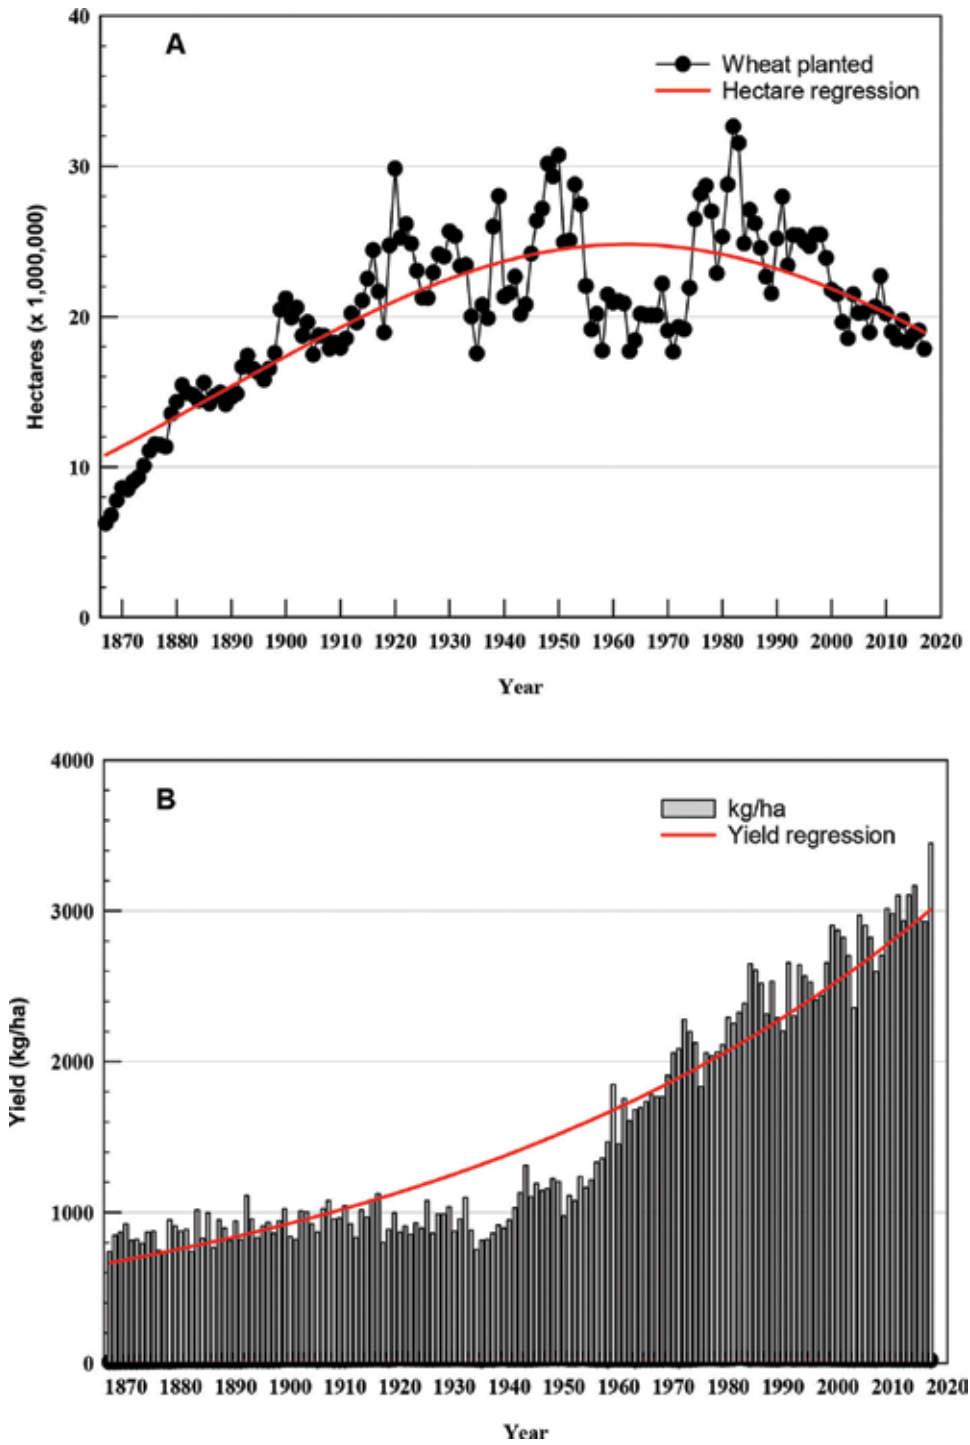 A
Wheat planted
Hectare regression
Hectares (x 1,000,000)
40
30
20
10
0
1870 1880 1890 1900 1910 1920 1930 1940 1950 1960 1970 1980 1990 2000 2010 2020
Year
B
kg/ha
Yield regression
Yield (kg/ha)
4000
3000
2000
1000
0
1870 1880 1890 1900 1910 1920 1930 1940 1950 1960 1970 1980 1990 2000 2010 2020
Year